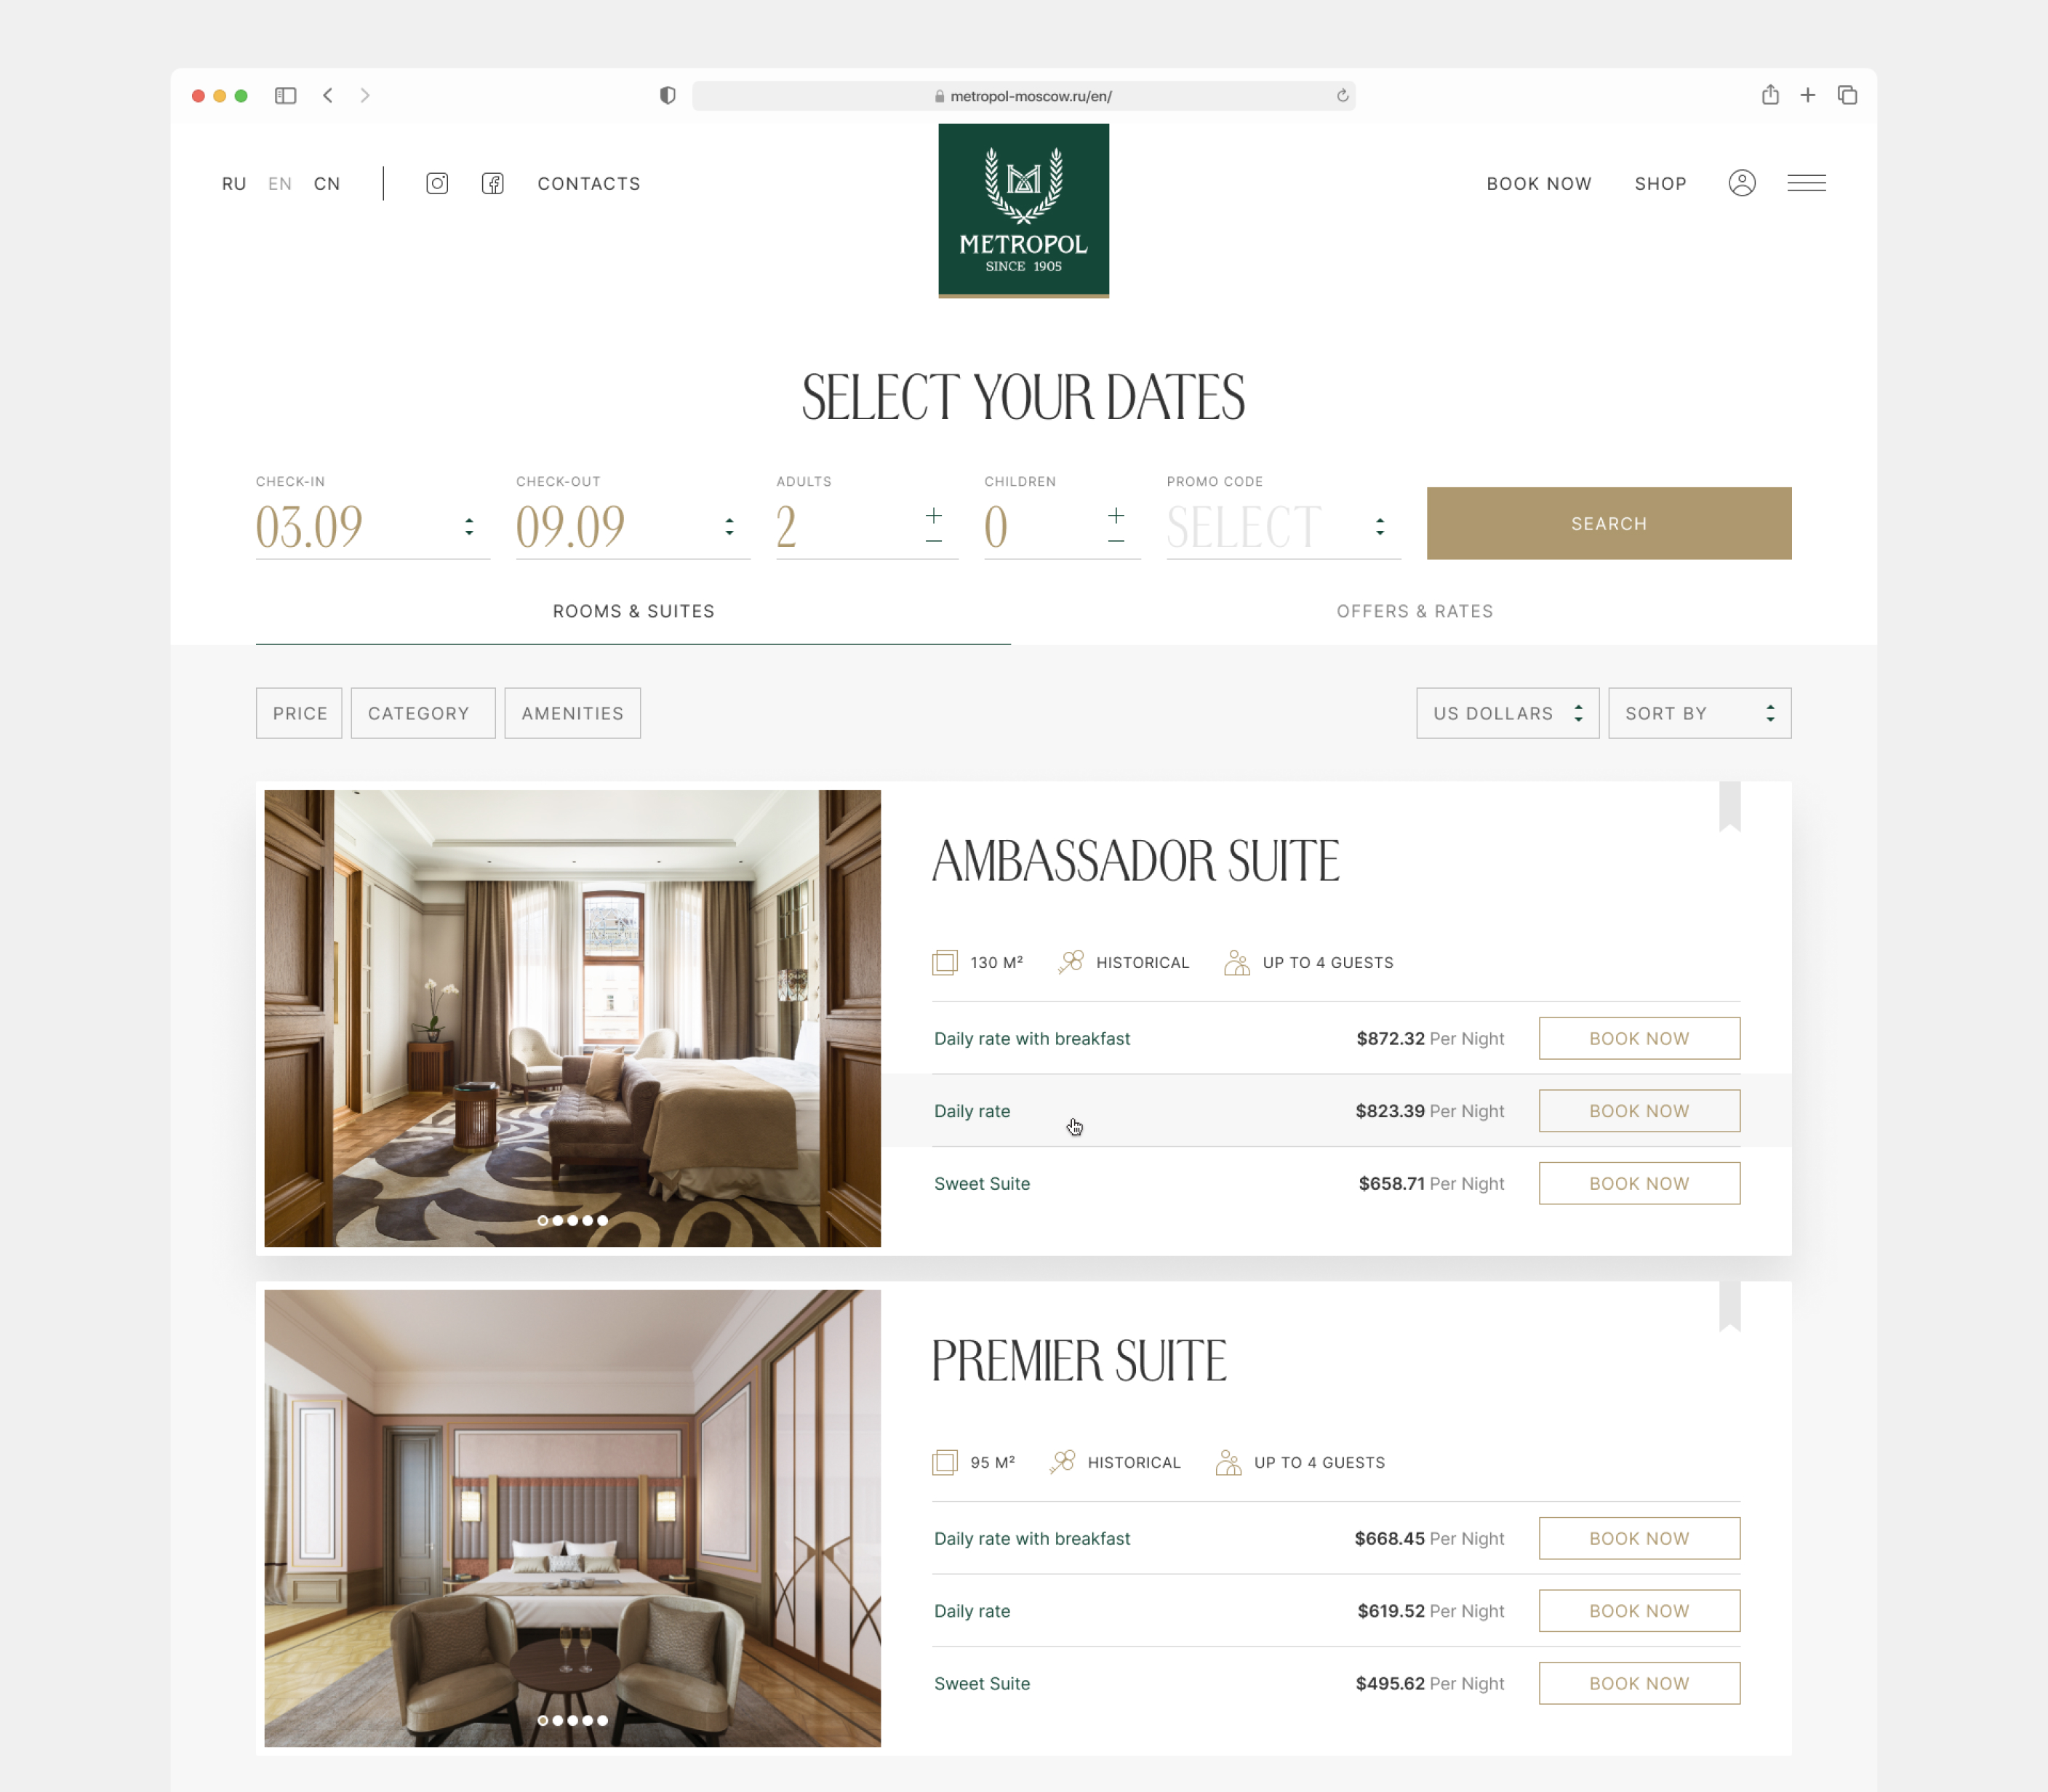 metropol-moscow.ru/en/
RU EN CN CONTACTS
METROPOL
SINCE 1905
BOOK NOW SHOP
SELECT YOUR DATES
CHECK-IN CHECK-OUT ADULTS CHILDREN PROMO CODE
03.09 09.09 2 0 SELECT SEARCH
ROOMS & SUITES OFFERS & RATES
PRICE CATEGORY AMENITIES US DOLLARS SORT BY
AMBASSADOR SUITE
130 M² HISTORICAL UP TO 4 GUESTS
Daily rate with breakfast $872.32 Per Night BOOK NOW
Daily rate $823.39 Per Night BOOK NOW
Sweet Suite $658.71 Per Night BOOK NOW
PREMIER SUITE
95 M² HISTORICAL UP TO 4 GUESTS
Daily rate with breakfast $668.45 Per Night BOOK NOW
Daily rate $619.52 Per Night BOOK NOW
Sweet Suite $495.62 Per Night BOOK NOW